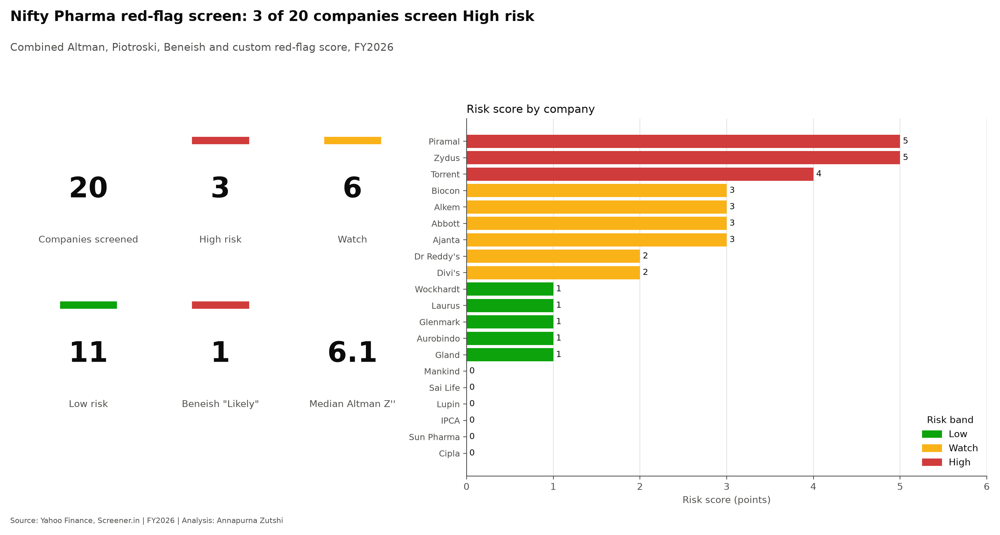 Nifty Pharma red-flag screen: 3 of 20 companies screen High risk
Combined Altman, Piotroski, Beneish and custom red-flag score, FY2026
20
Companies screened
3
High risk
6
Watch
11
Low risk
1
Beneish "Likely"
6.1
Median Altman Z''
Risk score by company
Piramal 5
Zydus 5
Torrent 4
Biocon 3
Alkem 3
Abbott 3
Ajanta 3
Dr Reddy's 2
Divi's 2
Wockhardt 1
Laurus 1
Glenmark 1
Aurobindo 1
Gland 1
Mankind 0
Sai Life 0
Lupin 0
IPCA 0
Sun Pharma 0
Cipla 0
Risk band
Low
Watch
High
0 1 2 3 4 5 6
Risk score (points)
Source: Yahoo Finance, Screener.in | FY2026 | Analysis: Annapurna Zutshi